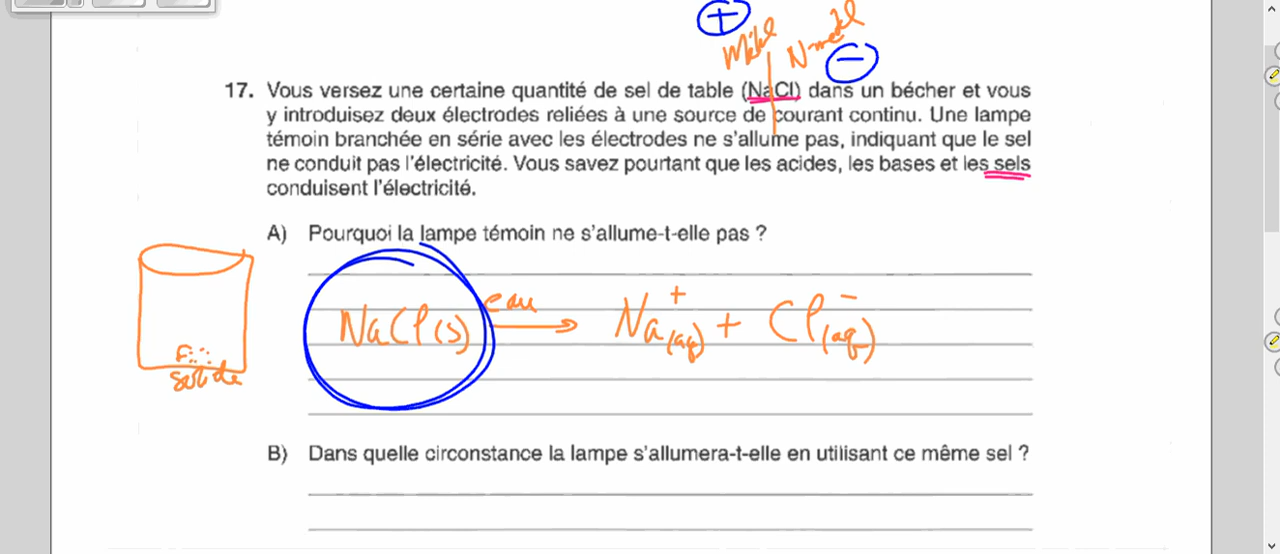 +
Métal N-métal
−
17. Vous versez une certaine quantité de sel de table (NaCl) dans un bécher et vous
y introduisez deux électrodes reliées à une source de courant continu. Une lampe
témoin branchée en série avec les électrodes ne s'allume pas, indiquant que le sel
ne conduit pas l'électricité. Vous savez pourtant que les acides, les bases et les sels
conduisent l'électricité.
A) Pourquoi la lampe témoin ne s'allume-t-elle pas ?
NaCl(s) eau → Na⁺(aq) + Cl⁻(aq)
solide
B) Dans quelle circonstance la lampe s'allumera-t-elle en utilisant ce même sel ?